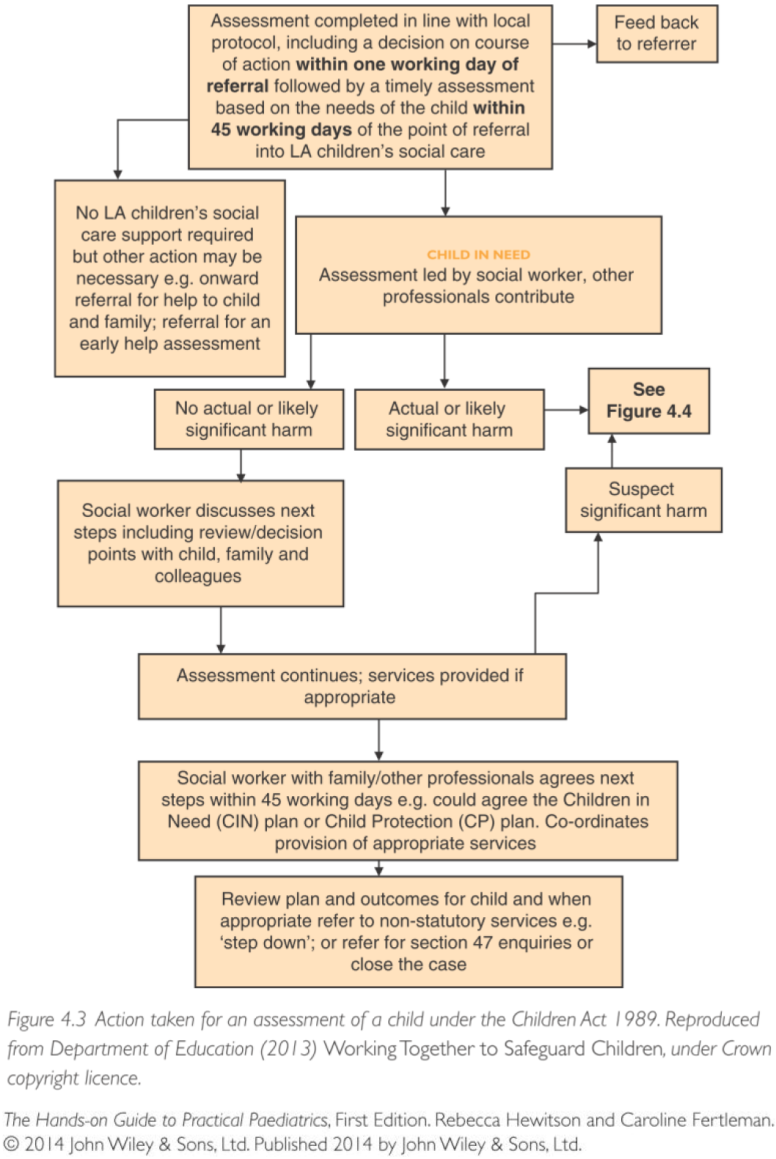 Assessment completed in line with local
protocol, including a decision on course
of action within one working day of
referral followed by a timely assessment
based on the needs of the child within
45 working days of the point of referral
into LA children's social care
Feed back
to referrer
No LA children's social
care support required
but other action may be
necessary e.g. onward
referral for help to child
and family; referral for an
early help assessment
CHILD IN NEED
Assessment led by social worker, other
professionals contribute
No actual or likely
significant harm
Actual or likely
significant harm
See
Figure 4.4
Suspect
significant harm
Social worker discusses next
steps including review/decision
points with child, family and
colleagues
Assessment continues; services provided if
appropriate
Social worker with family/other professionals agrees next
steps within 45 working days e.g. could agree the Children in
Need (CIN) plan or Child Protection (CP) plan. Co-ordinates
provision of appropriate services
Review plan and outcomes for child and when
appropriate refer to non-statutory services e.g.
'step down'; or refer for section 47 enquiries or
close the case
Figure 4.3 Action taken for an assessment of a child under the Children Act 1989. Reproduced
from Department of Education (2013) Working Together to Safeguard Children, under Crown
copyright licence.
The Hands-on Guide to Practical Paediatrics, First Edition. Rebecca Hewitson and Caroline Fertleman.
© 2014 John Wiley & Sons, Ltd. Published 2014 by John Wiley & Sons, Ltd.